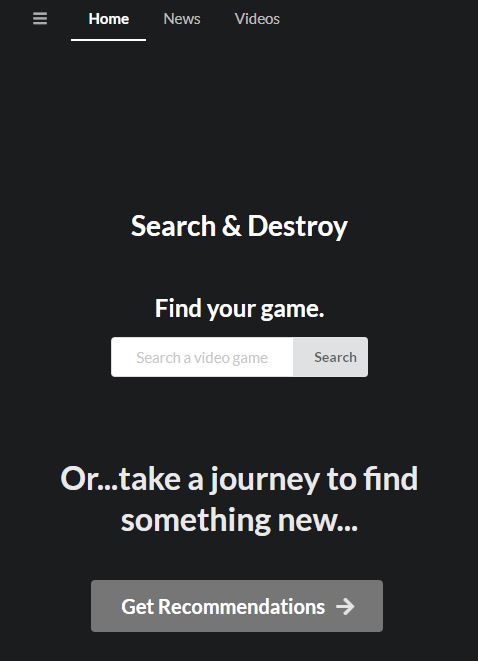 Home News Videos
Search & Destroy
Find your game.
Search a video game Search
Or...take a journey to find
something new...
Get Recommendations